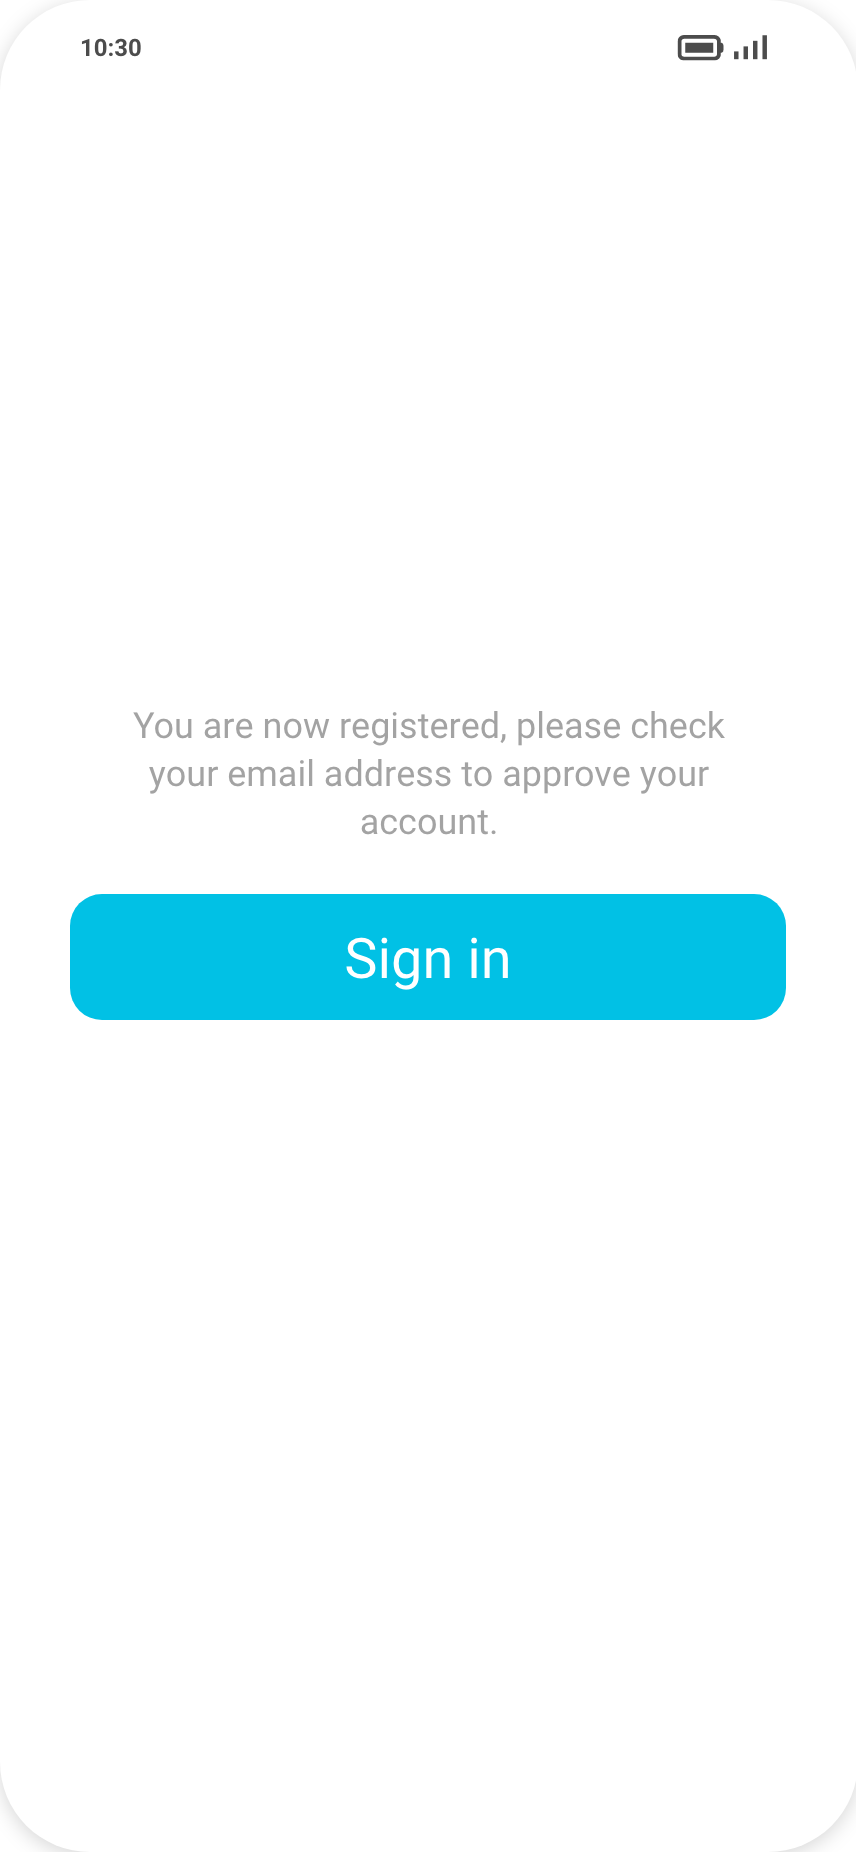 10:30
You are now registered, please check
your email address to approve your
account.
Sign in